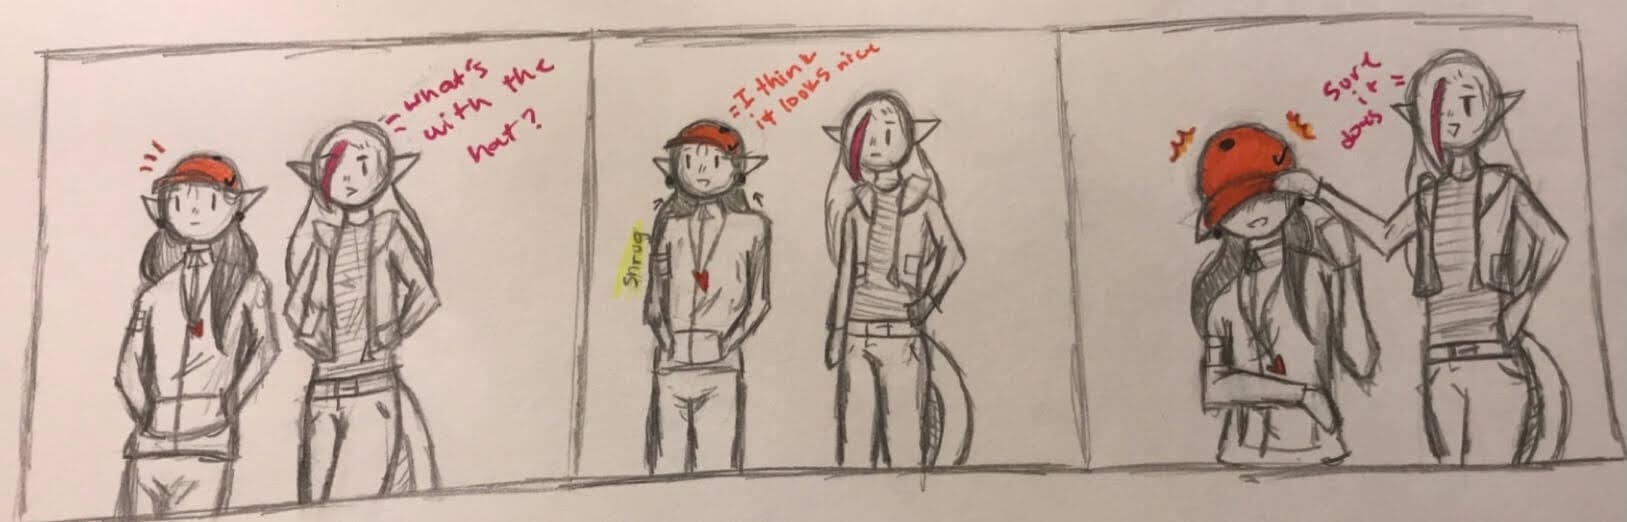 = what's
with the
hat?
= I think
it looks nice
Shrug
Sure
does it =